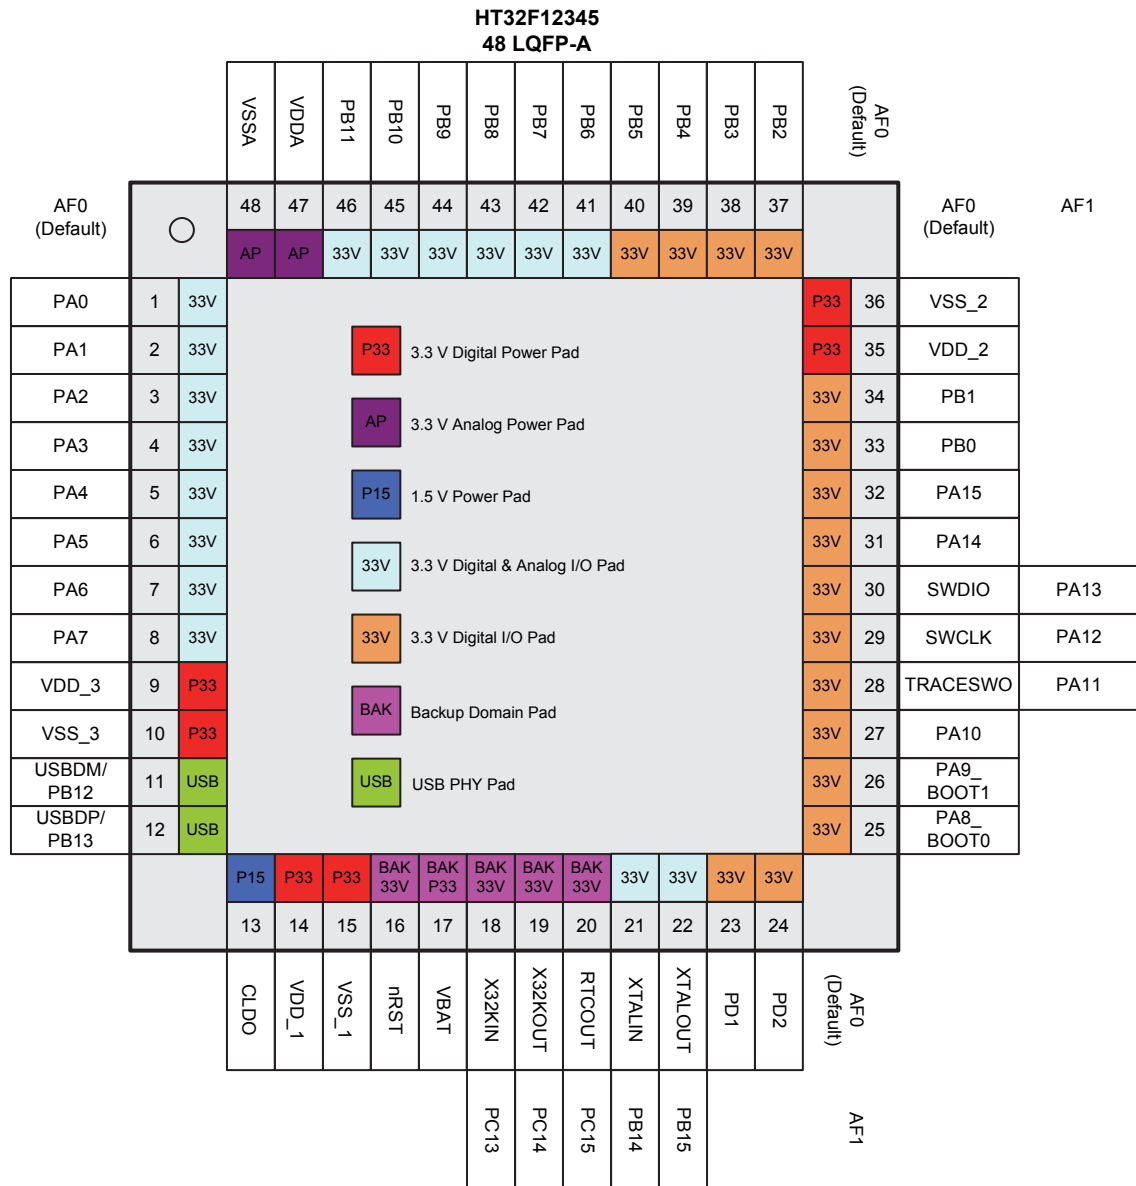 HT32F12345
48 LQFP-A
VSSA
VDDA
PB11
PB10
PB9
PB8
PB7
PB6
PB5
PB4
PB3
PB2
AF0
(Default)
AF0
(Default)
48 47 46 45 44 43 42 41 40 39 38 37
AP AP 33V 33V 33V 33V 33V 33V 33V 33V 33V 33V
AF0
(Default)
AF1
PA0 1 33V
P33 36 VSS_2
PA1 2 33V
P33 3.3 V Digital Power Pad
P33 35 VDD_2
PA2 3 33V
33V 34 PB1
AP 3.3 V Analog Power Pad
PA3 4 33V
33V 33 PB0
PA4 5 33V
P15 1.5 V Power Pad
33V 32 PA15
PA5 6 33V
33V 31 PA14
33V 3.3 V Digital & Analog I/O Pad
PA6 7 33V
33V 30 SWDIO PA13
PA7 8 33V
33V 3.3 V Digital I/O Pad
33V 29 SWCLK PA12
VDD_3 9 P33
33V 28 TRACESWO PA11
BAK Backup Domain Pad
VSS_3 10 P33
33V 27 PA10
USBDM/
PB12
11 USB
USB USB PHY Pad
33V 26
PA9_
BOOT1
USBDP/
PB13
12 USB
33V 25
PA8_
BOOT0
P15 P33 P33 BAK BAK BAK BAK BAK 33V 33V 33V 33V
33V P33 33V 33V 33V
13 14 15 16 17 18 19 20 21 22 23 24
CLDO
VDD_1
VSS_1
nRST
VBAT
X32KIN
X32KOUT
RTCOUT
XTALIN
XTALOUT
PD1
PD2
AF0
(Default)
PC13
PC14
PC15
PB14
PB15
AF1